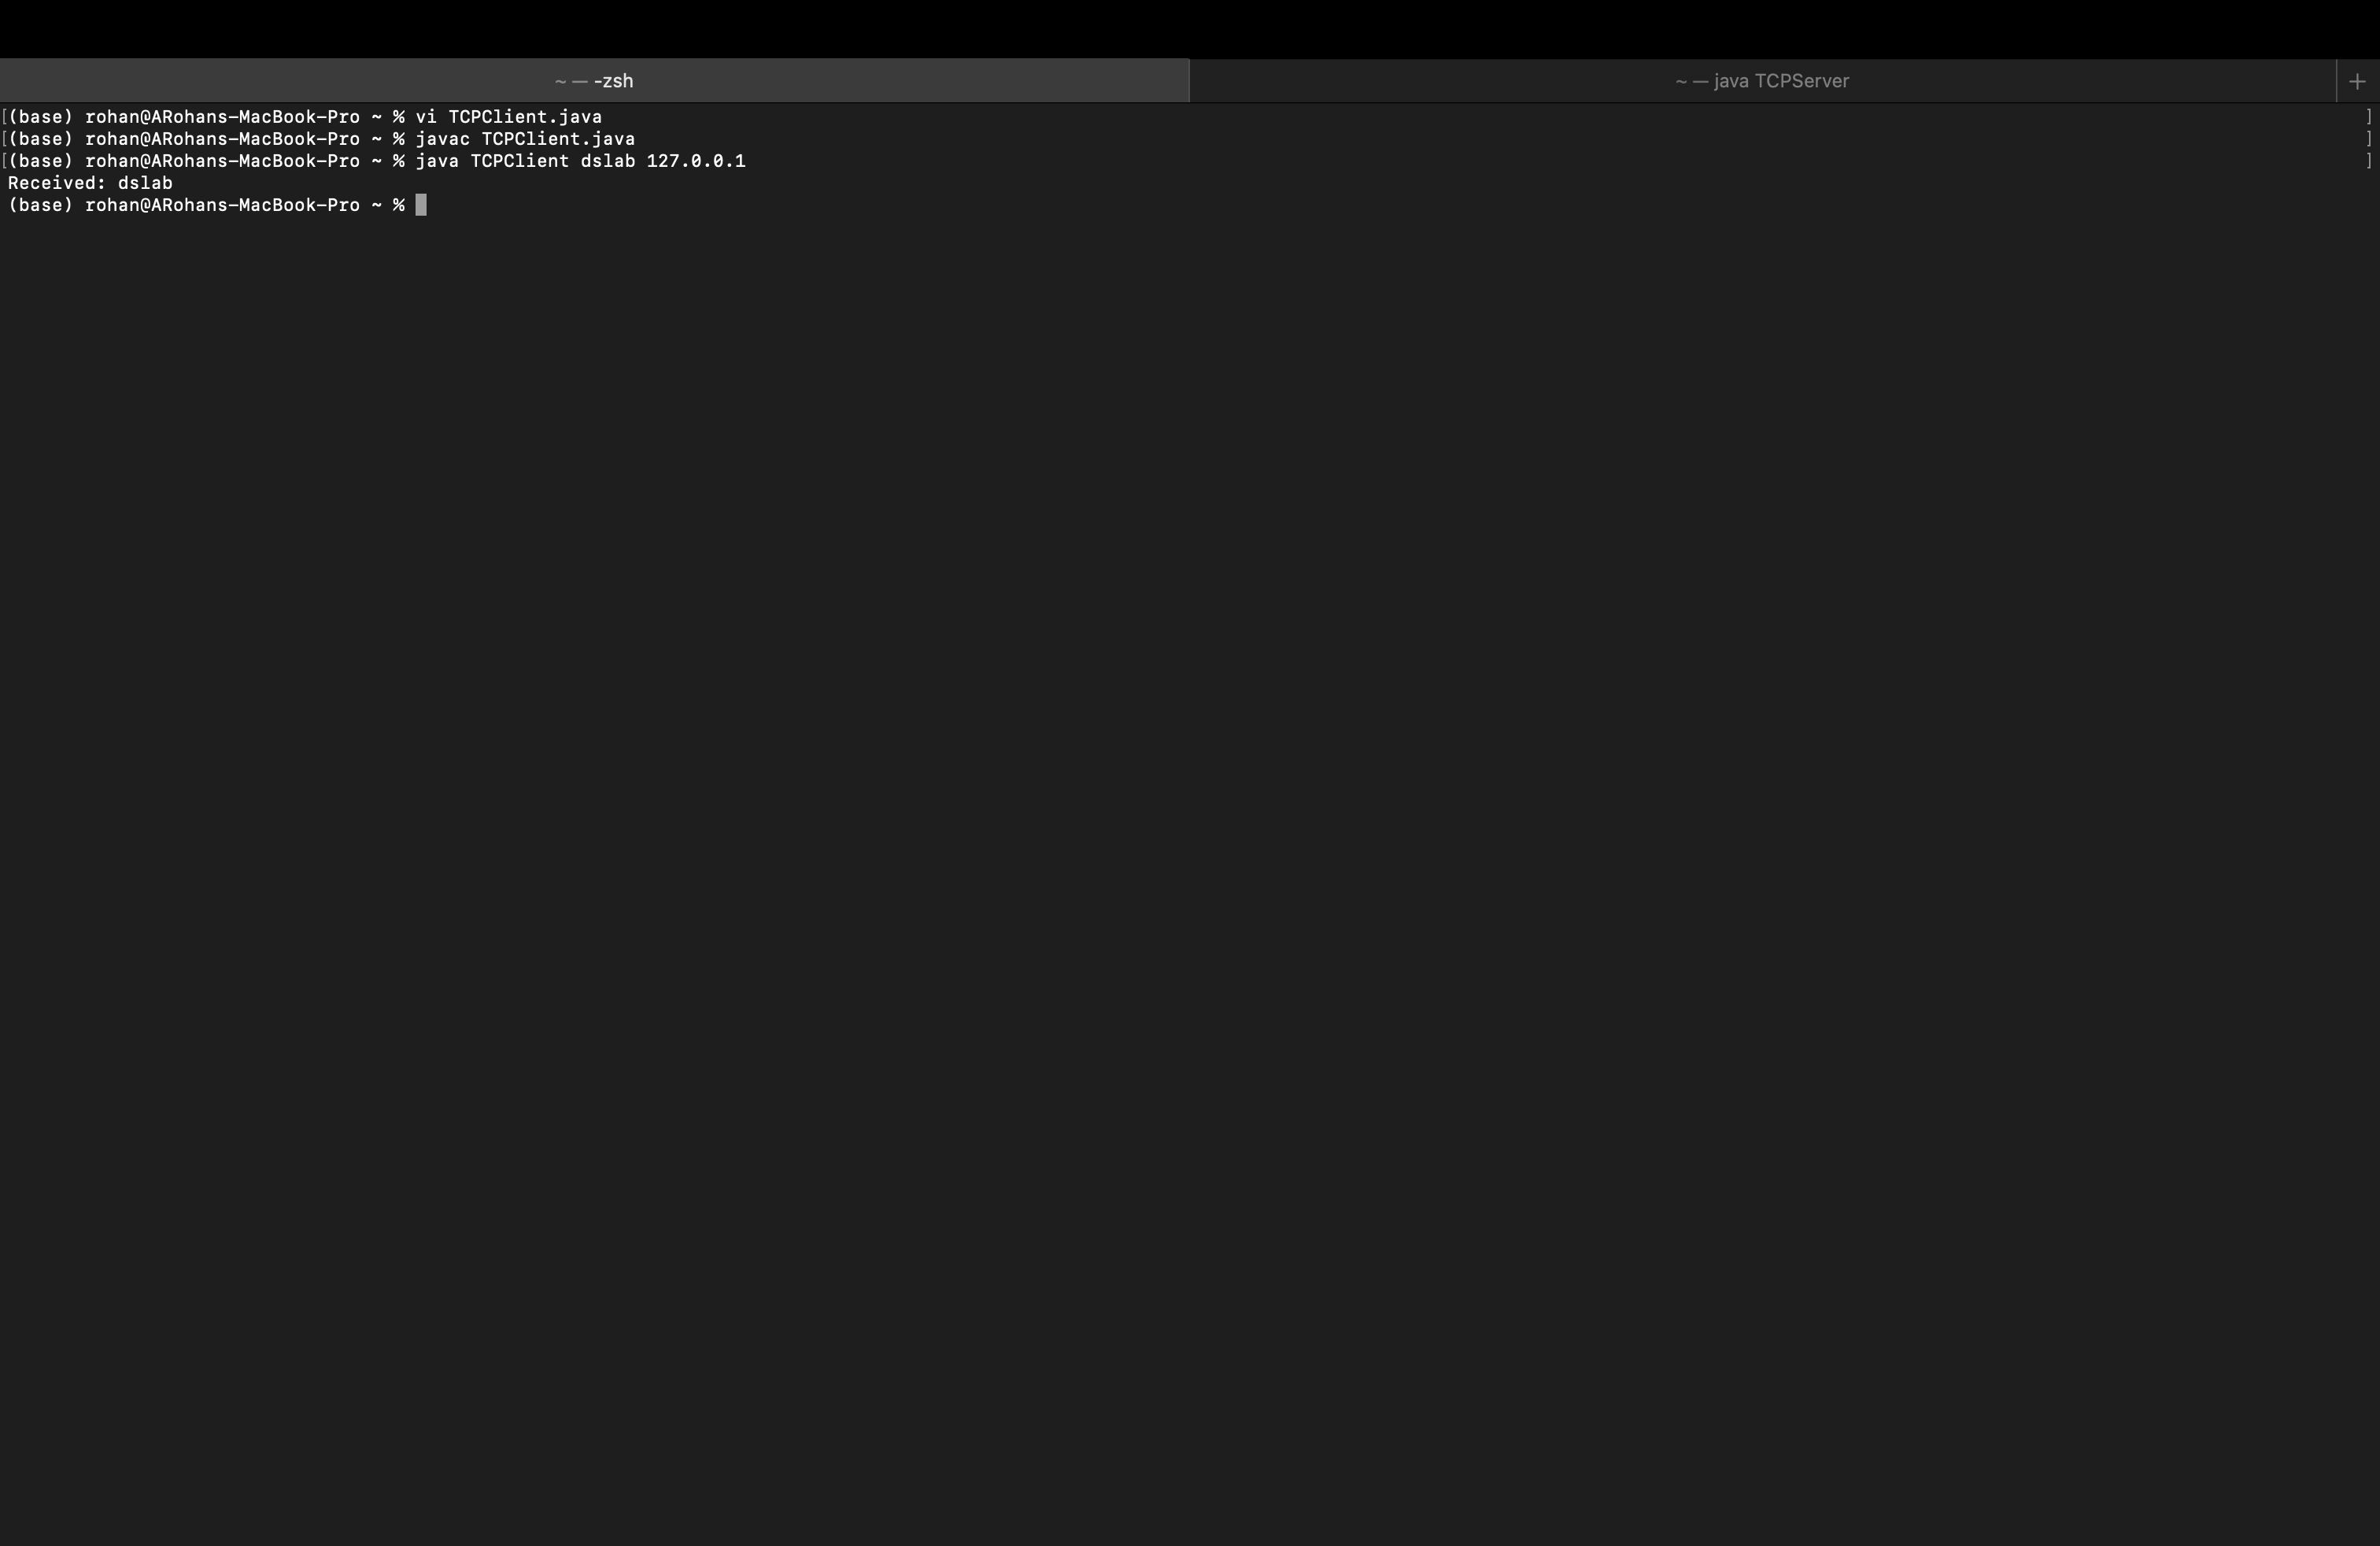 ~ — -zsh
~ — java TCPServer
+
[(base) rohan@ARohans-MacBook-Pro ~ % vi TCPClient.java ]
[(base) rohan@ARohans-MacBook-Pro ~ % javac TCPClient.java ]
[(base) rohan@ARohans-MacBook-Pro ~ % java TCPClient dslab 127.0.0.1 ]
Received: dslab
(base) rohan@ARohans-MacBook-Pro ~ %